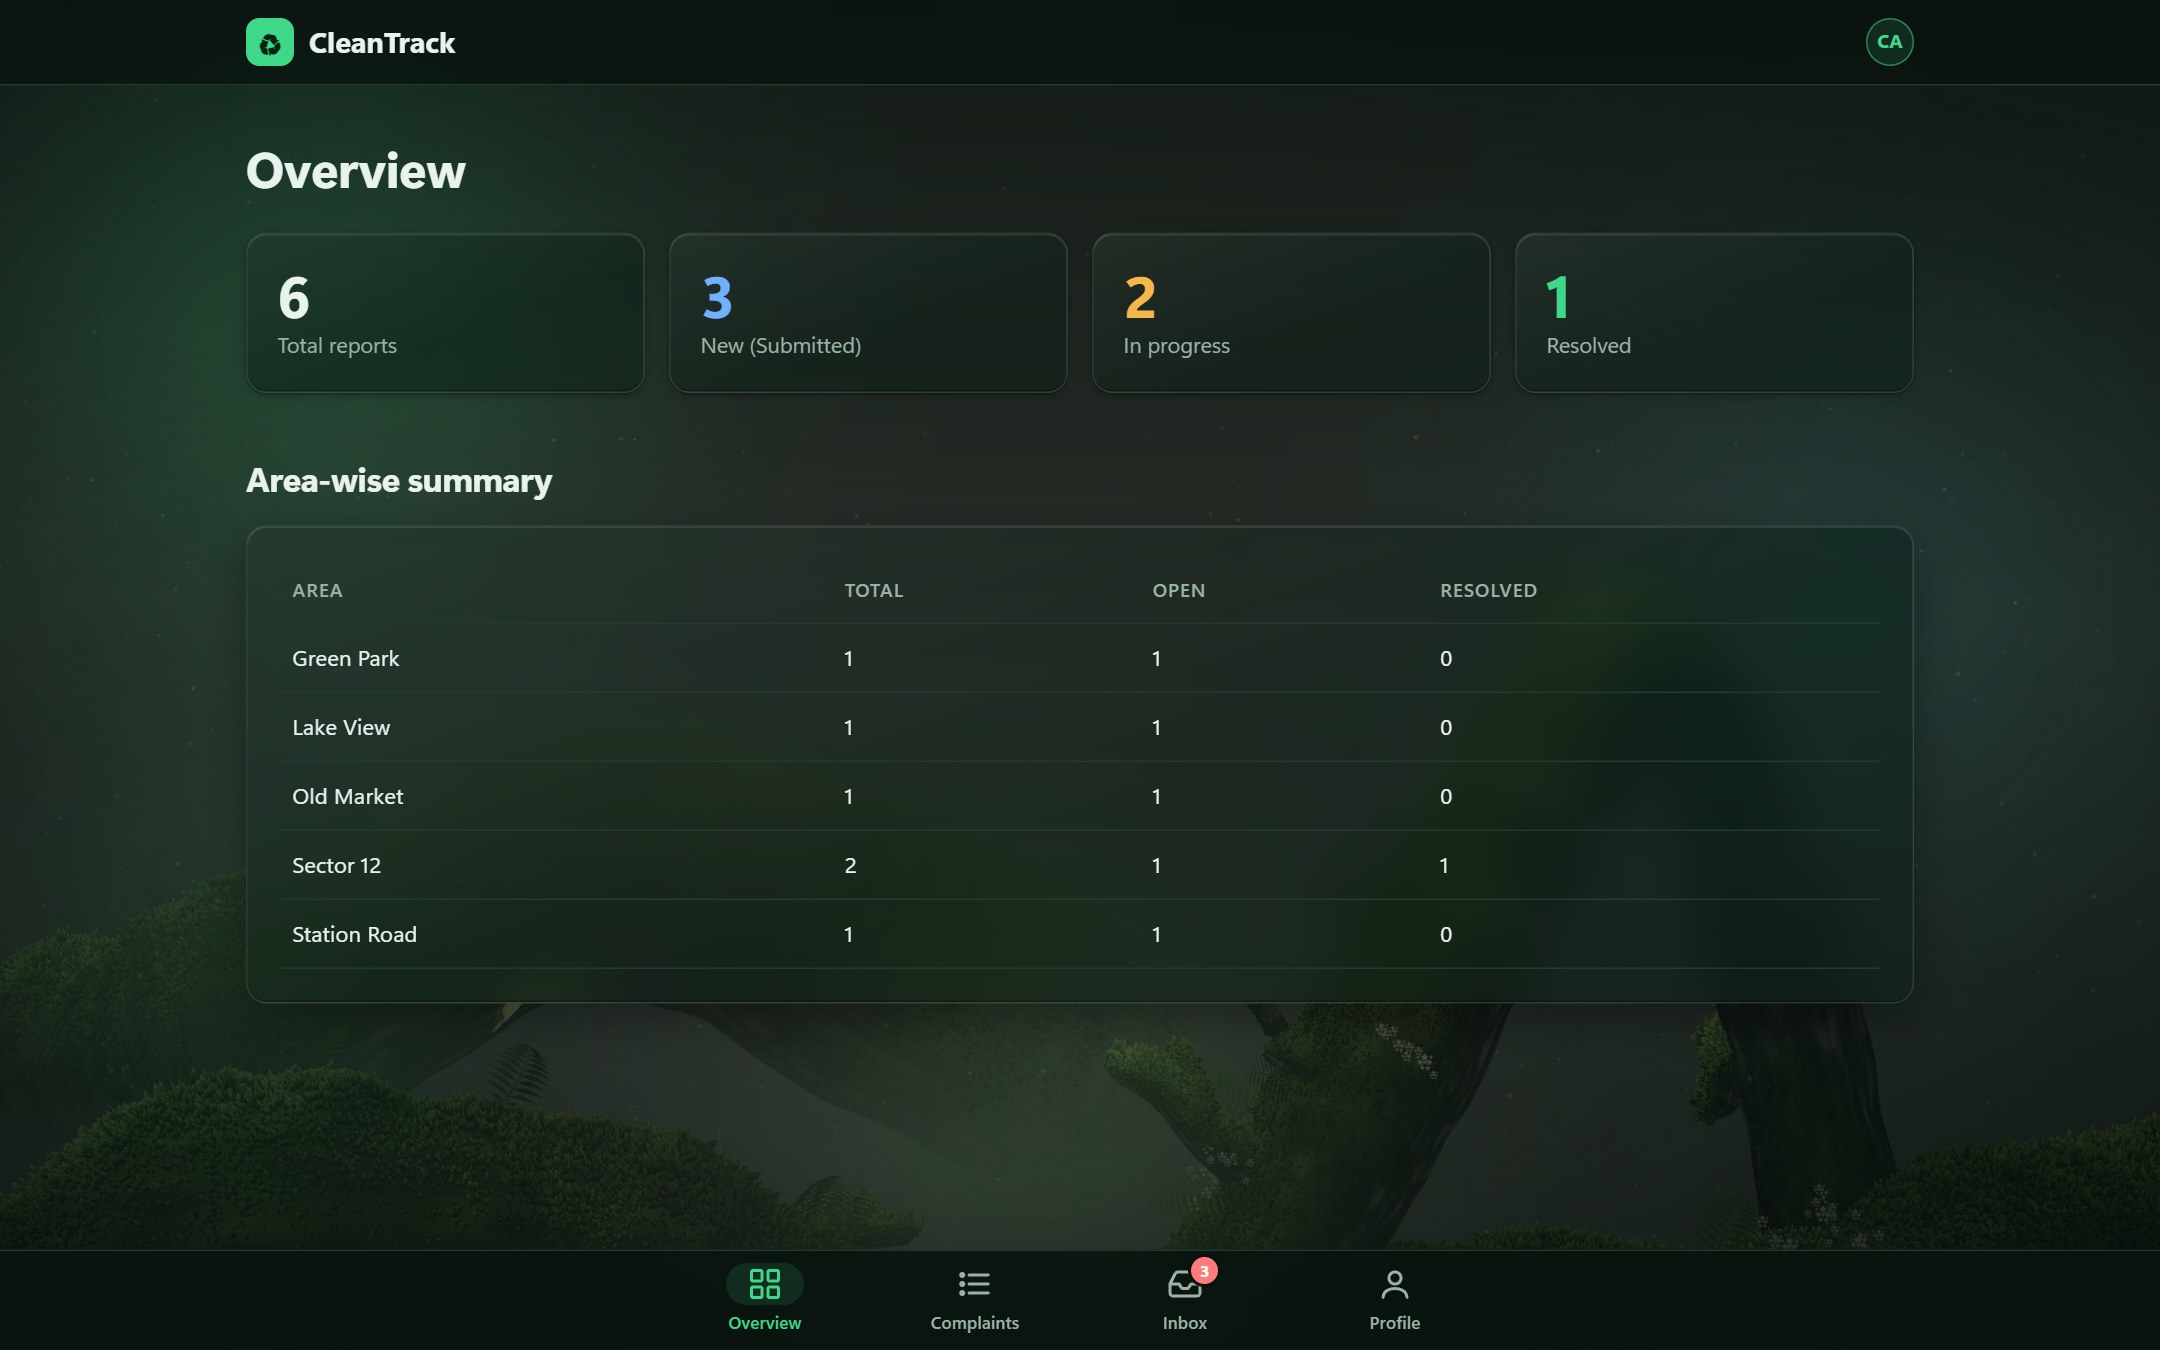 CleanTrack
CA
Overview
6
Total reports
3
New (Submitted)
2
In progress
1
Resolved
Area-wise summary
AREA TOTAL OPEN RESOLVED
Green Park 1 1 0
Lake View 1 1 0
Old Market 1 1 0
Sector 12 2 1 1
Station Road 1 1 0
3
Overview Complaints Inbox Profile